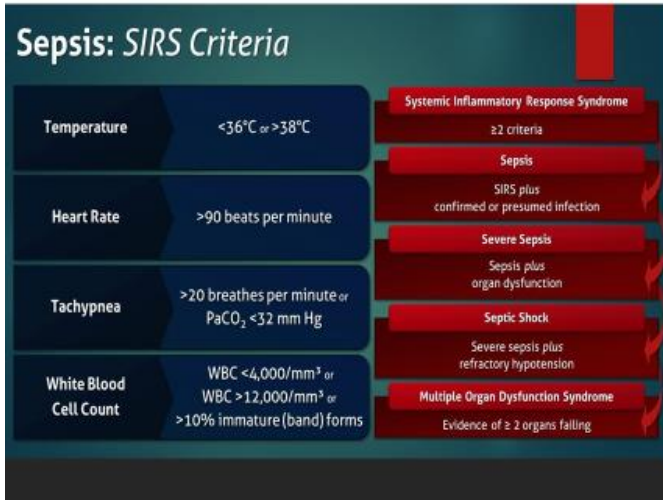 Sepsis: SIRS Criteria
Temperature
<36°C or >38°C
Heart Rate
>90 beats per minute
Tachypnea
>20 breathes per minute or
PaCO₂ <32 mm Hg
White Blood
Cell Count
WBC <4,000/mm³ or
WBC >12,000/mm³ or
>10% immature (band) forms
Systemic Inflammatory Response Syndrome
≥2 criteria
Sepsis
SIRS plus
confirmed or presumed infection
Severe Sepsis
Sepsis plus
organ dysfunction
Septic Shock
Severe sepsis plus
refractory hypotension
Multiple Organ Dysfunction Syndrome
Evidence of ≥ 2 organs failing